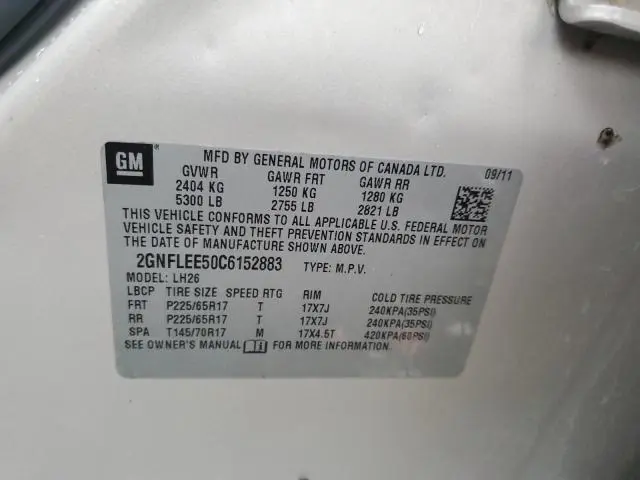 GM
MFD BY GENERAL MOTORS OF CANADA LTD. 09/11
GVWR GAWR FRT GAWR RR
2404 KG 1250 KG 1280 KG
5300 LB 2755 LB 2821 LB
THIS VEHICLE CONFORMS TO ALL APPLICABLE U.S. FEDERAL MOTOR
VEHICLE SAFETY AND THEFT PREVENTION STANDARDS IN EFFECT ON
THE DATE OF MANUFACTURE SHOWN ABOVE.
2GNFLEE50C6152883 TYPE: M.P.V.
MODEL: LH26
LBCP TIRE SIZE SPEED RTG RIM COLD TIRE PRESSURE
FRT P225/65R17 T 17X7J 240KPA(35PSI)
RR P225/65R17 T 17X7J 240KPA(35PSI)
SPA T145/70R17 M 17X4.5T 420KPA(60PSI)
SEE OWNER'S MANUAL FOR MORE INFORMATION.